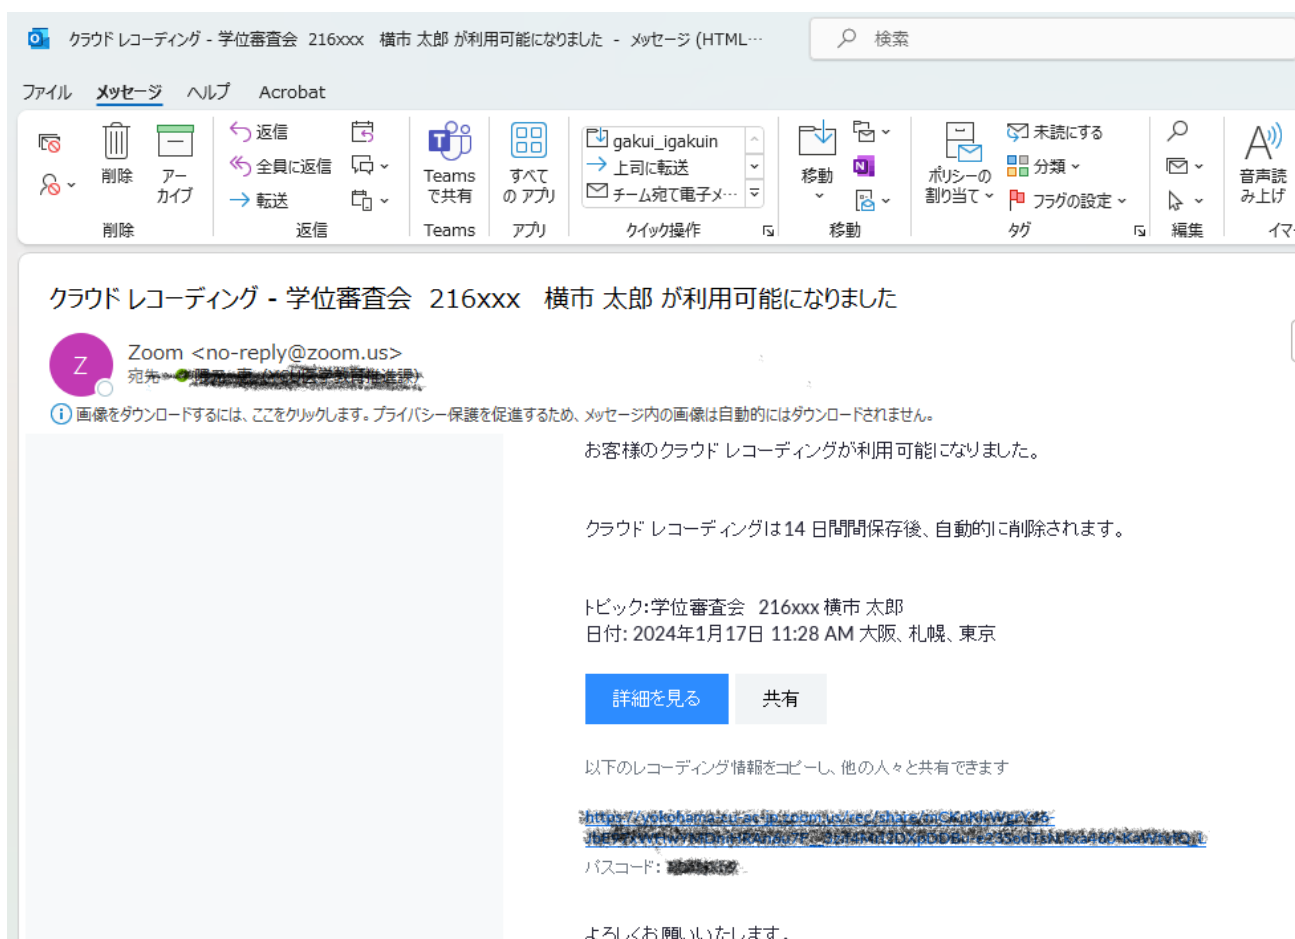 クラウド レコーディング - 学位審査会 216xxx 横市 太郎 が利用可能になりました - メッセージ (HTML…
検索
ファイル メッセージ ヘルプ Acrobat
削除
アー
カイブ
削除
返信
全員に返信
転送
返信
Teams
で共有
Teams
すべて
の アプリ
アプリ
gakui_igakuin
上司に転送
チーム宛て電子メ…
クイック操作
移動
移動
ポリシーの
割り当て
未読にする
分類
フラグの設定
タグ
編集
音声読
み上げ
イマ
クラウド レコーディング - 学位審査会 216xxx 横市 太郎 が利用可能になりました
Z
Zoom <no-reply@zoom.us>
宛先
画像をダウンロードするには、ここをクリックします。プライバシー保護を促進するため、メッセージ内の画像は自動的にはダウンロードされません。
お客様のクラウド レコーディングが利用可能になりました。
クラウド レコーディングは14 日間間保存後、自動的に削除されます。
トピック:学位審査会 216xxx 横市 太郎
日付: 2024年1月17日 11:28 AM 大阪、札幌、東京
詳細を見る 共有
以下のレコーディング情報をコピーし、他の人々と共有できます
パスコード:
よろしくお願いいたします。